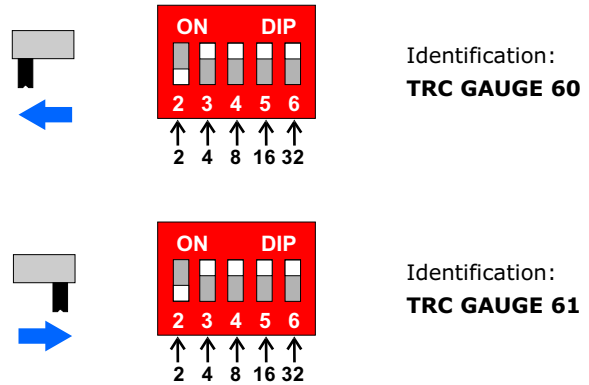 ON DIP
2 3 4 5 6
2 4 8 16 32
Identification:
TRC GAUGE 60
ON DIP
2 3 4 5 6
2 4 8 16 32
Identification:
TRC GAUGE 61